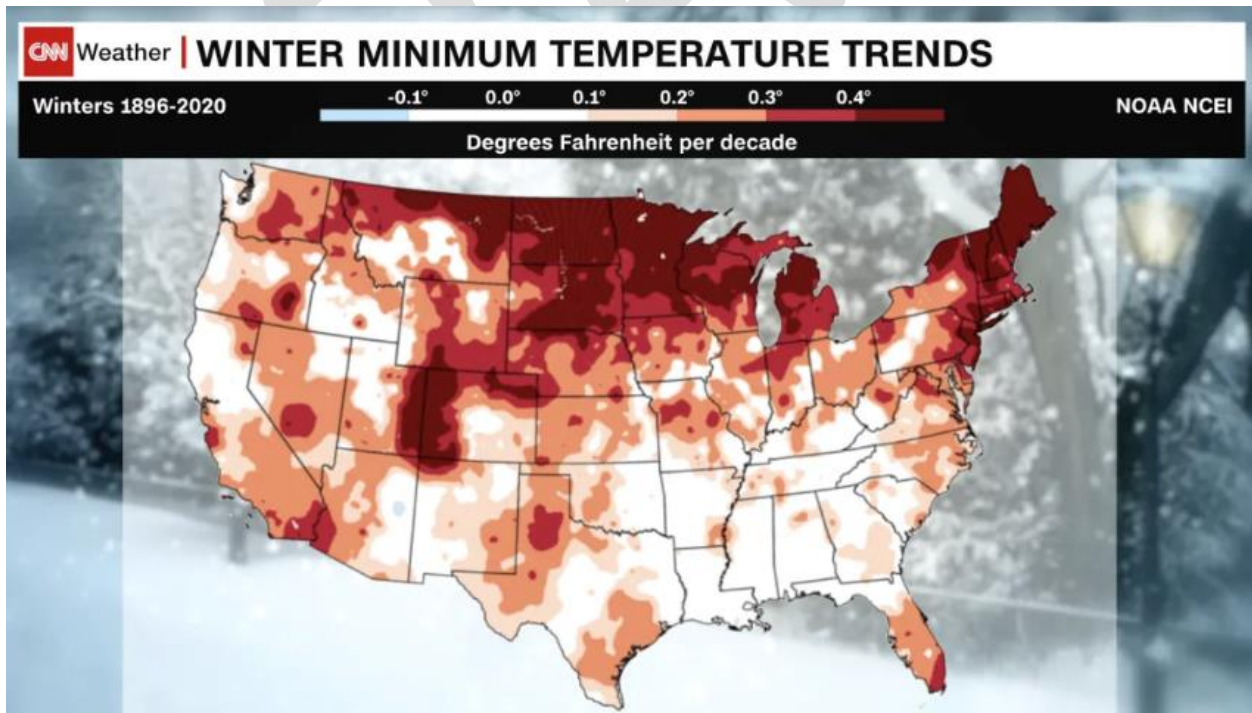 CNN Weather | WINTER MINIMUM TEMPERATURE TRENDS
Winters 1896-2020
-0.1° 0.0° 0.1° 0.2° 0.3° 0.4°
NOAA NCEI
Degrees Fahrenheit per decade